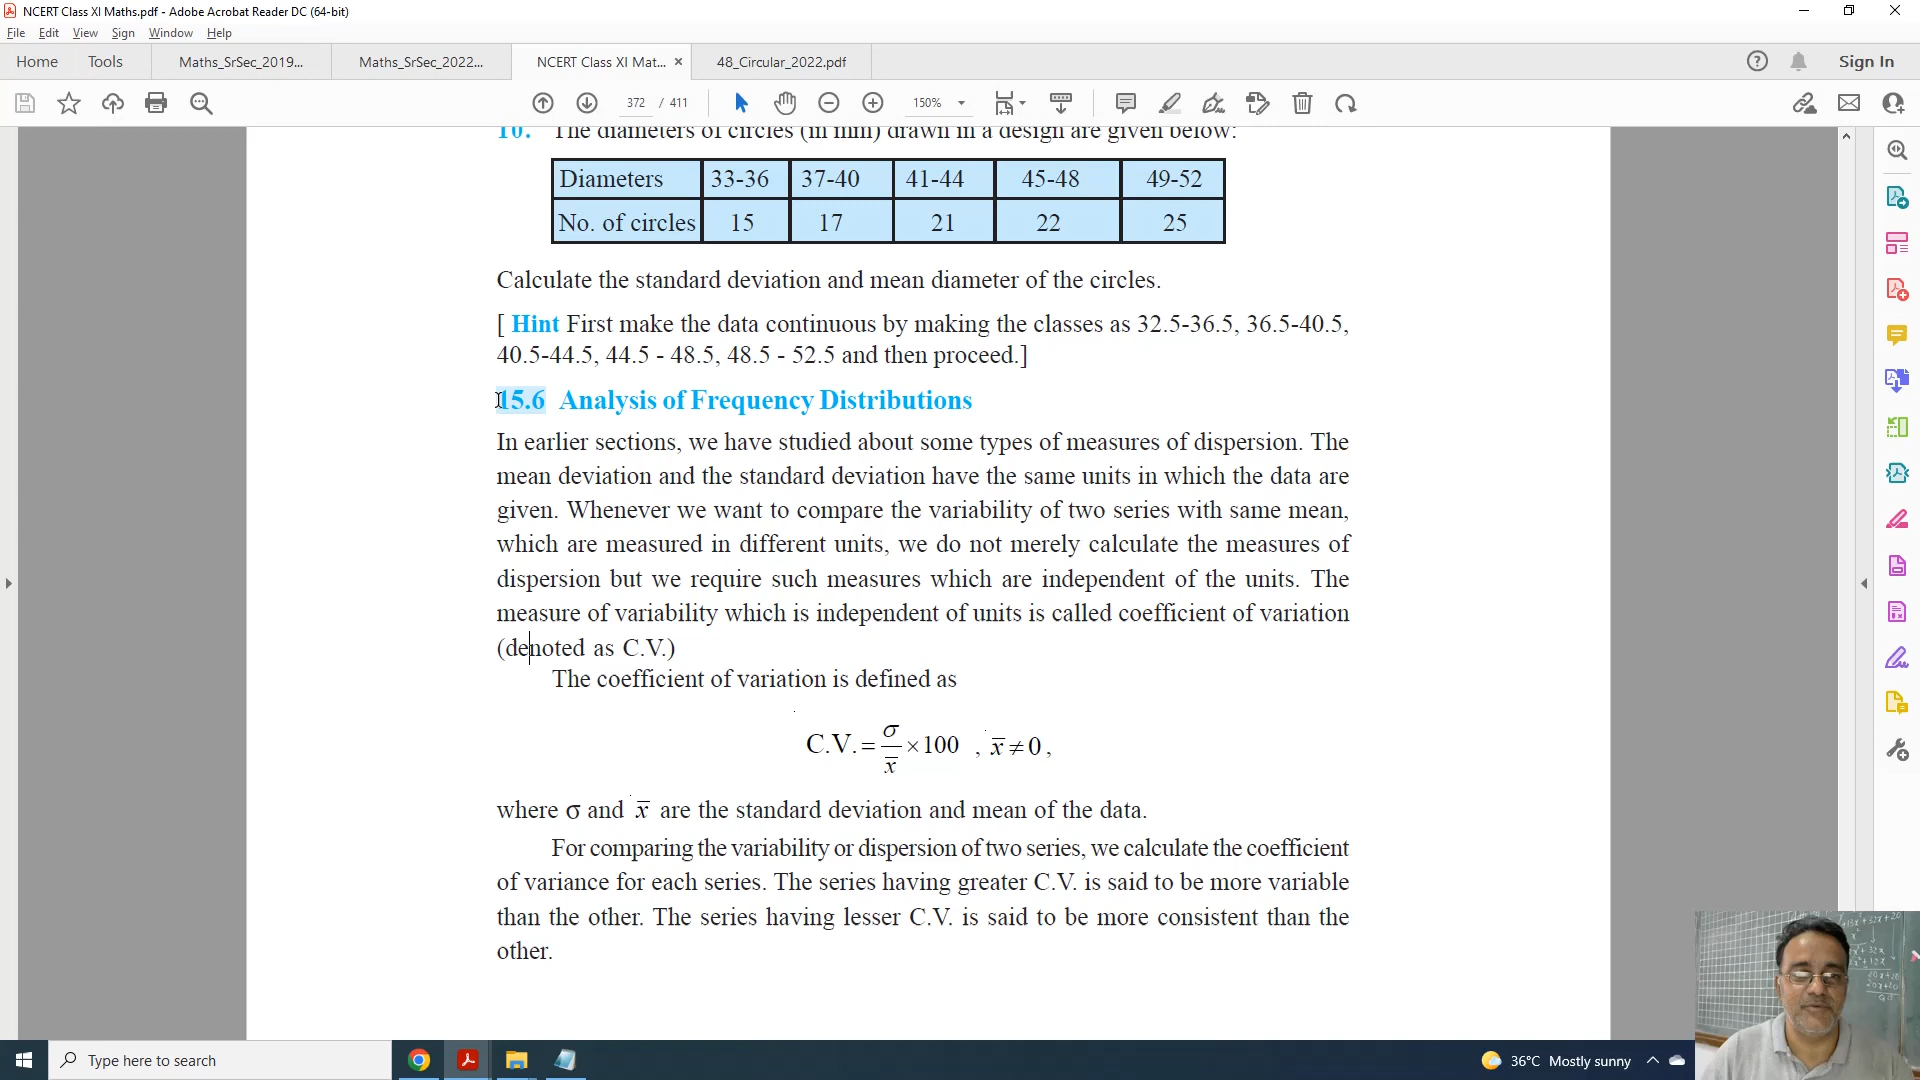 NCERT Class XI Maths.pdf - Adobe Acrobat Reader DC (64-bit)
File Edit View Sign Window Help
Home Tools Maths_SrSec_2019... Maths_SrSec_2022... NCERT Class XI Mat... × 48_Circular_2022.pdf Sign In
372 / 411 150%
10. The diameters of circles (in mm) drawn in a design are given below:
Diameters 33-36 37-40 41-44 45-48 49-52
No. of circles 15 17 21 22 25
Calculate the standard deviation and mean diameter of the circles.
[ Hint First make the data continuous by making the classes as 32.5-36.5, 36.5-40.5,
40.5-44.5, 44.5 - 48.5, 48.5 - 52.5 and then proceed.]
15.6 Analysis of Frequency Distributions
In earlier sections, we have studied about some types of measures of dispersion. The
mean deviation and the standard deviation have the same units in which the data are
given. Whenever we want to compare the variability of two series with same mean,
which are measured in different units, we do not merely calculate the measures of
dispersion but we require such measures which are independent of the units. The
measure of variability which is independent of units is called coefficient of variation
(denoted as C.V.)
The coefficient of variation is defined as
C.V. = σ/x̄ × 100 , x̄ ≠ 0 ,
where σ and x̄ are the standard deviation and mean of the data.
For comparing the variability or dispersion of two series, we calculate the coefficient
of variance for each series. The series having greater C.V. is said to be more variable
than the other. The series having lesser C.V. is said to be more consistent than the
other.
Type here to search 36°C Mostly sunny